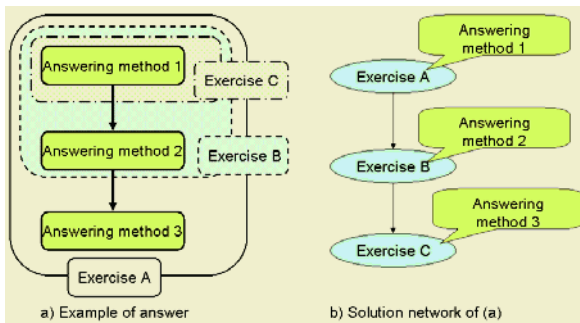 Answering method 1
Exercise C
Answering method 2
Exercise B
Answering method 3
Exercise A
a) Example of answer
Answering
method 1
Exercise A
Answering
method 2
Exercise B
Answering
method 3
Exercise C
b) Solution network of (a)